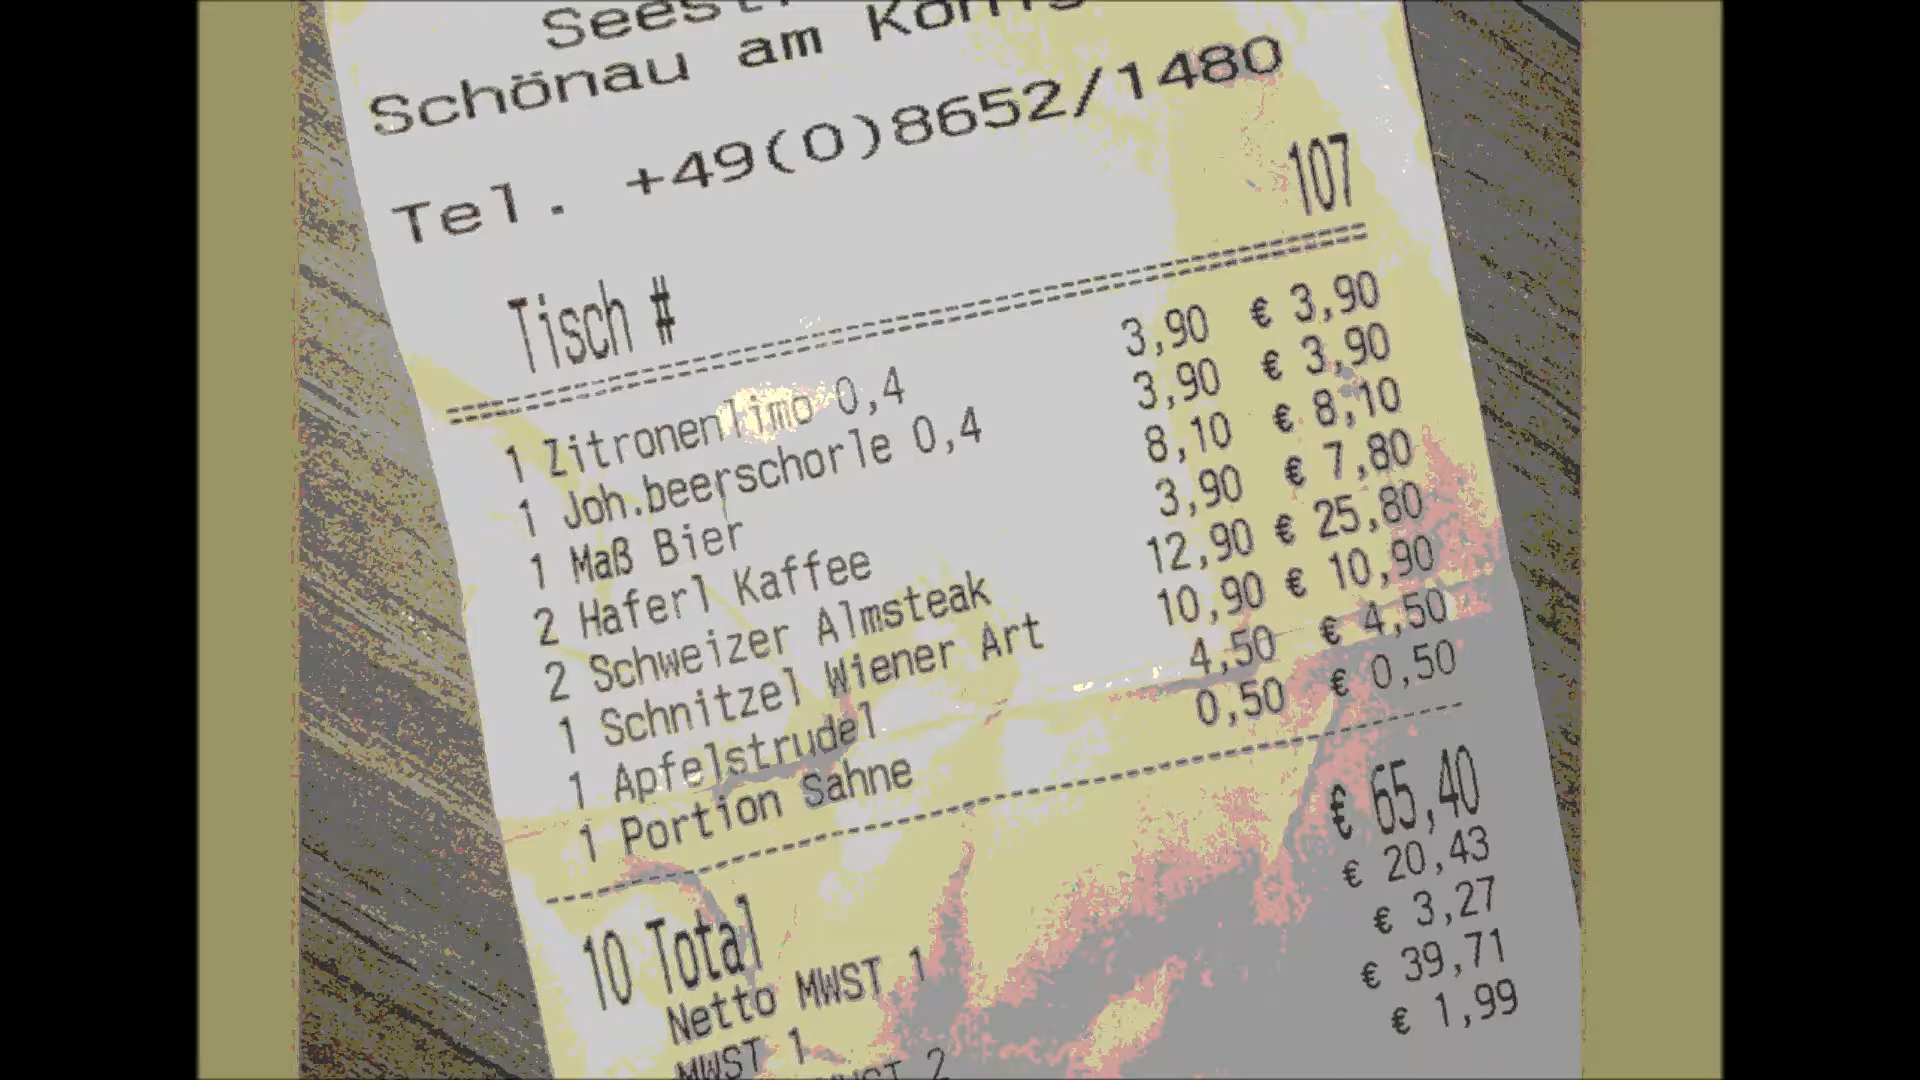 Schönau am
Tel. +49(0)8652/1480
Tisch # 107
1 Zitronenlimo 0,4 3,90 € 3,90
1 Joh.beerschorle 0,4 3,90 € 3,90
1 Maß Bier 8,10 € 8,10
2 Haferl Kaffee 3,90 € 7,80
2 Schweizer Almsteak 12,90 € 25,80
1 Schnitzel Wiener Art 10,90 € 10,90
1 Apfelstrudel 4,50 € 4,50
1 Portion Sahne 0,50 € 0,50
10 Total € 65,40
Netto MWST 1 € 20,43
MWST 1 € 3,27
2 € 39,71
€ 1,99